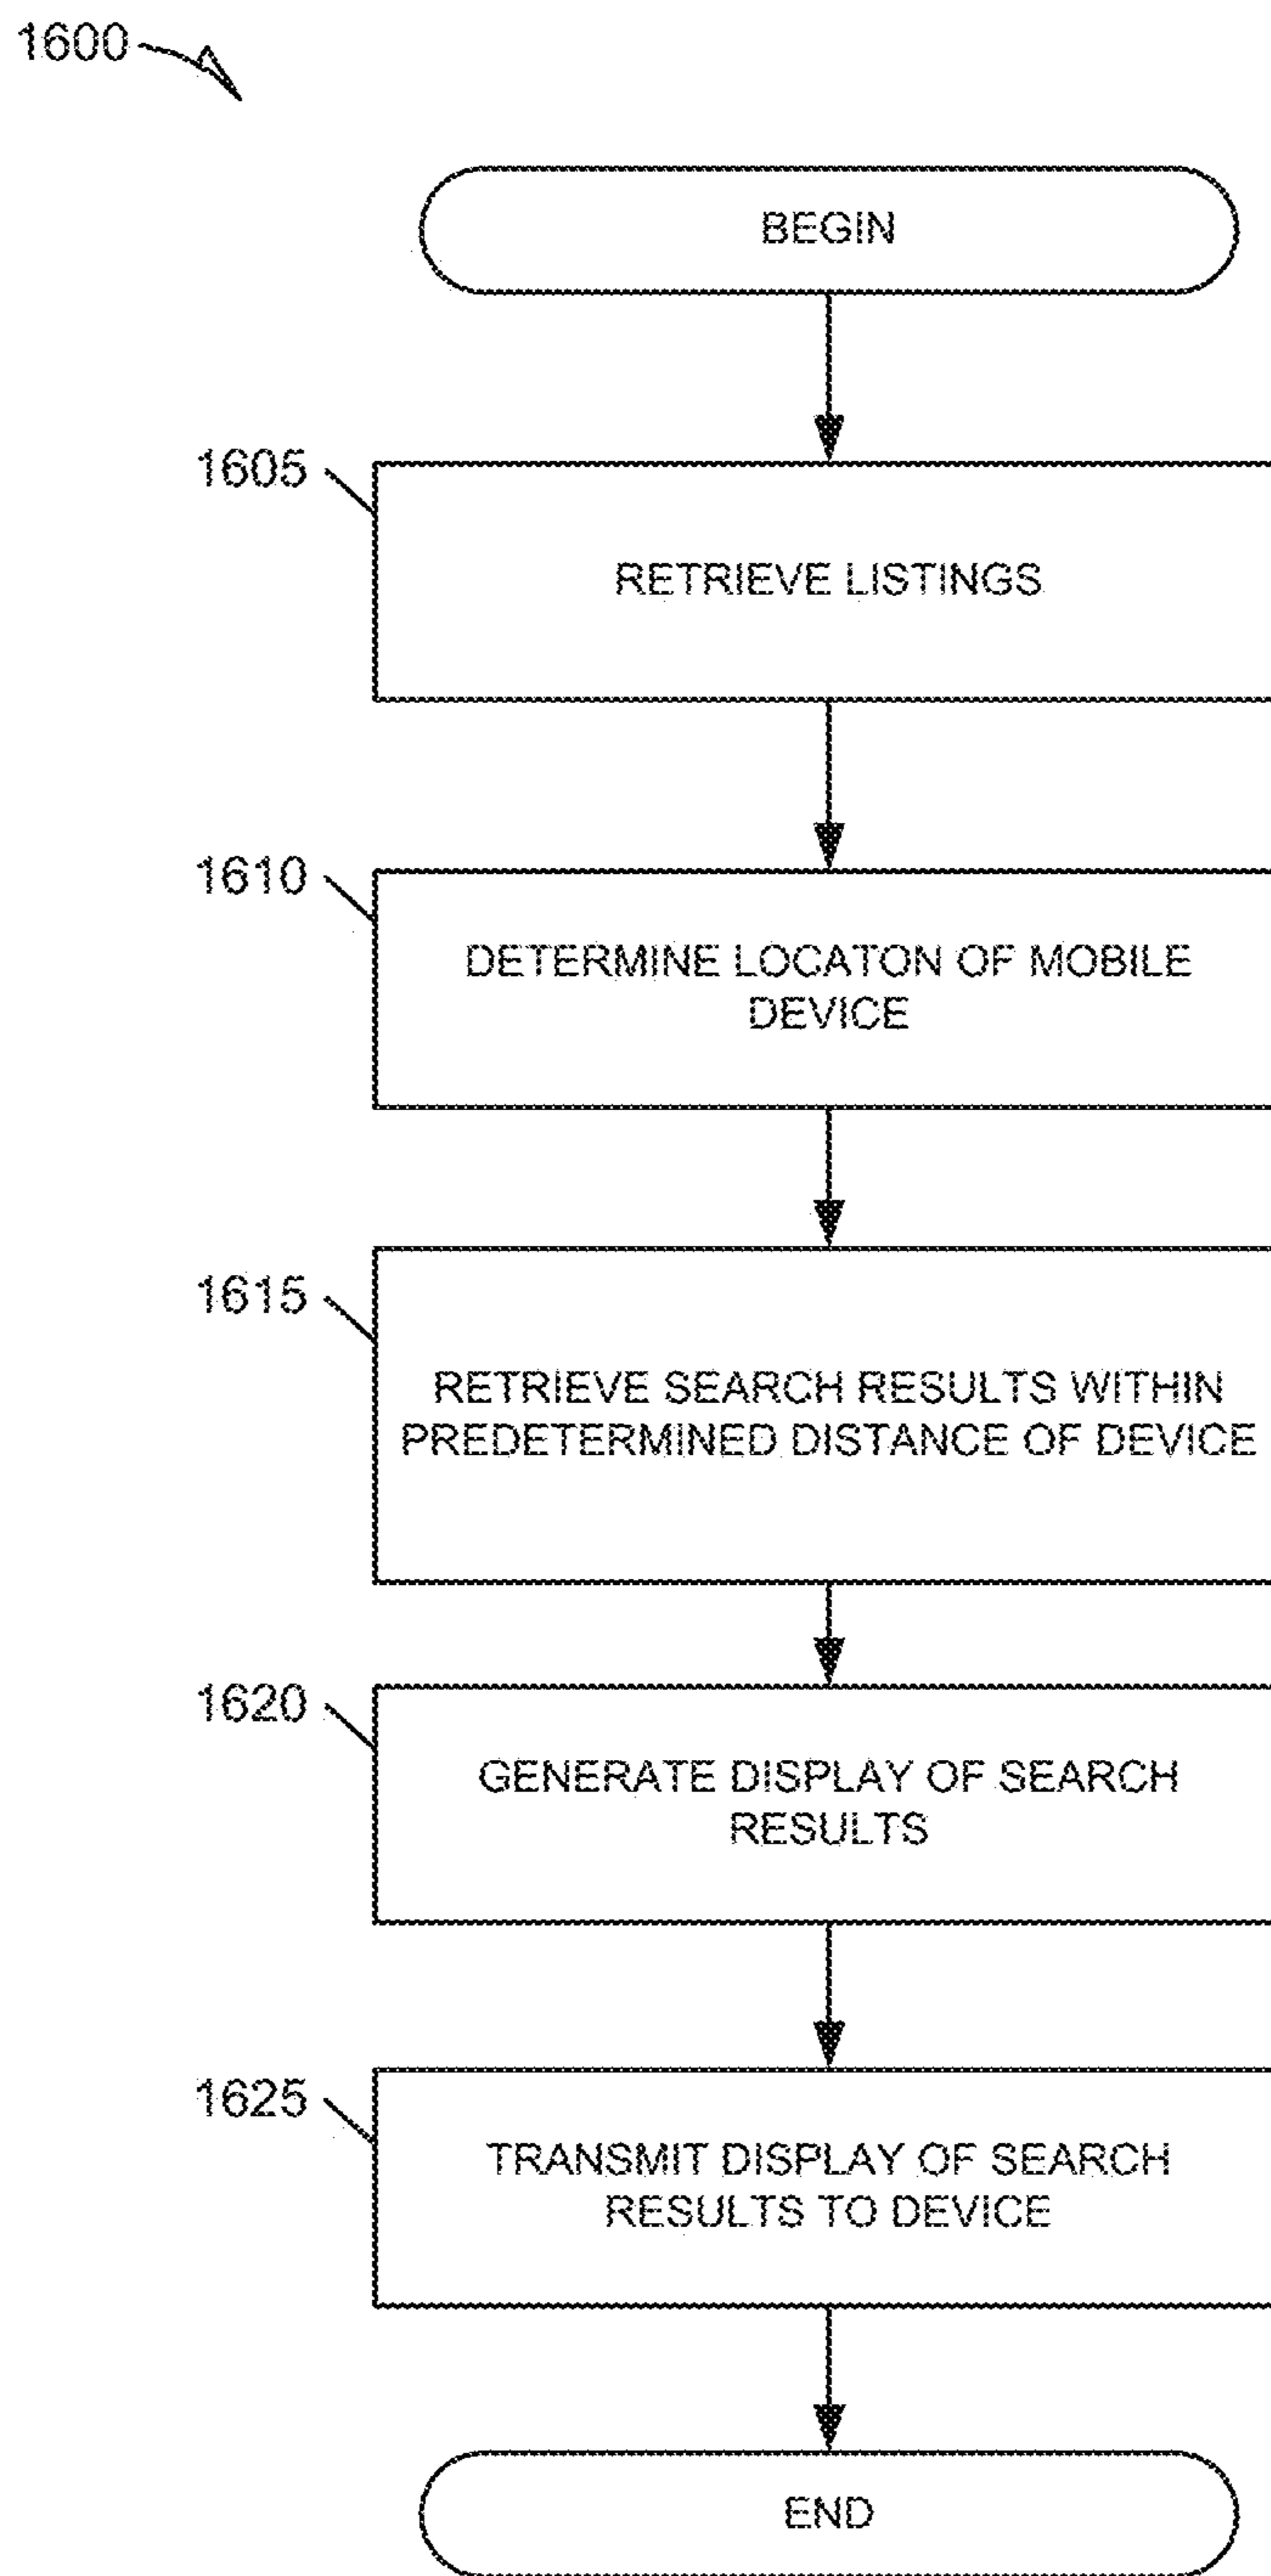 1600
BEGIN
1605
RETRIEVE LISTINGS
1610
DETERMINE LOCATON OF MOBILE
DEVICE
1615
RETRIEVE SEARCH RESULTS WITHIN
PREDETERMINED DISTANCE OF DEVICE
1620
GENERATE DISPLAY OF SEARCH
RESULTS
1625
TRANSMIT DISPLAY OF SEARCH
RESULTS TO DEVICE
END